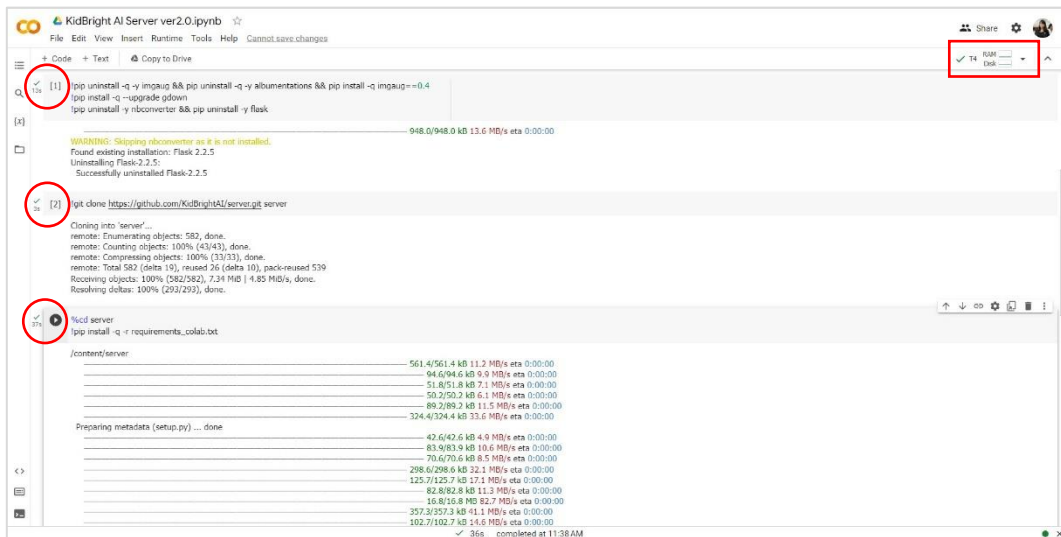 KidBright AI Server ver2.0.ipynb
File Edit View Insert Runtime Tools Help Cannot save changes
Share
+ Code + Text Copy to Drive
T4 RAM Disk
[1] !pip uninstall -q -y imgaug && pip uninstall -q -y albumentations && pip install -q imgaug==0.4
13s
!pip install -q --upgrade gdown
!pip uninstall -y nbconverter && pip uninstall -y flask
948.0/948.0 kB 13.6 MB/s eta 0:00:00
WARNING: Skipping nbconverter as it is not installed.
Found existing installation: Flask 2.2.5
Uninstalling Flask-2.2.5:
Successfully uninstalled Flask-2.2.5
[2] !git clone https://github.com/KidBrightAI/server.git server
Cloning into 'server'...
remote: Enumerating objects: 582, done.
remote: Counting objects: 100% (43/43), done.
remote: Compressing objects: 100% (33/33), done.
remote: Total 582 (delta 19), reused 26 (delta 10), pack-reused 539
Receiving objects: 100% (582/582), 7.34 MiB | 4.85 MiB/s, done.
Resolving deltas: 100% (293/293), done.
%cd server
37s
!pip install -q -r requirements_colab.txt
/content/server
561.4/561.4 kB 11.2 MB/s eta 0:00:00
94.6/94.6 kB 9.9 MB/s eta 0:00:00
51.8/51.8 kB 7.1 MB/s eta 0:00:00
50.2/50.2 kB 6.1 MB/s eta 0:00:00
89.2/89.2 kB 11.5 MB/s eta 0:00:00
324.4/324.4 kB 33.6 MB/s eta 0:00:00
Preparing metadata (setup.py) ... done
42.6/42.6 kB 4.9 MB/s eta 0:00:00
83.9/83.9 kB 10.6 MB/s eta 0:00:00
70.6/70.6 kB 8.5 MB/s eta 0:00:00
298.6/298.6 kB 32.1 MB/s eta 0:00:00
125.7/125.7 kB 17.1 MB/s eta 0:00:00
82.8/82.8 kB 11.3 MB/s eta 0:00:00
16.8/16.8 MB 82.7 MB/s eta 0:00:00
357.3/357.3 kB 41.1 MB/s eta 0:00:00
102.7/102.7 kB 14.6 MB/s eta 0:00:00
36s completed at 11:38 AM